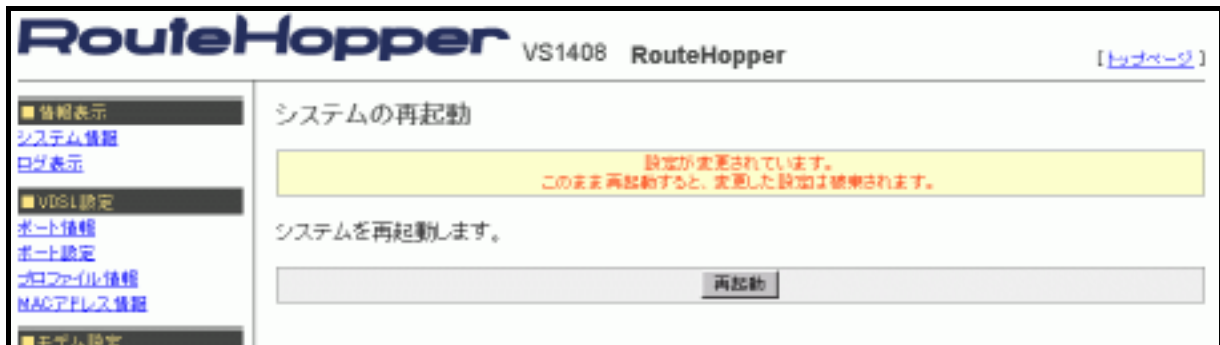 RouteHopper VS1408 RouteHopper
[トップページ]
■情報表示
システム情報
ログ表示
■VDSL設定
ポート情報
ポート設定
プロファイル情報
MACアドレス情報
■モデム設定
システムの再起動
設定が変更されています。
このまま再起動すると、変更した設定は破棄されます。
システムを再起動します。
再起動